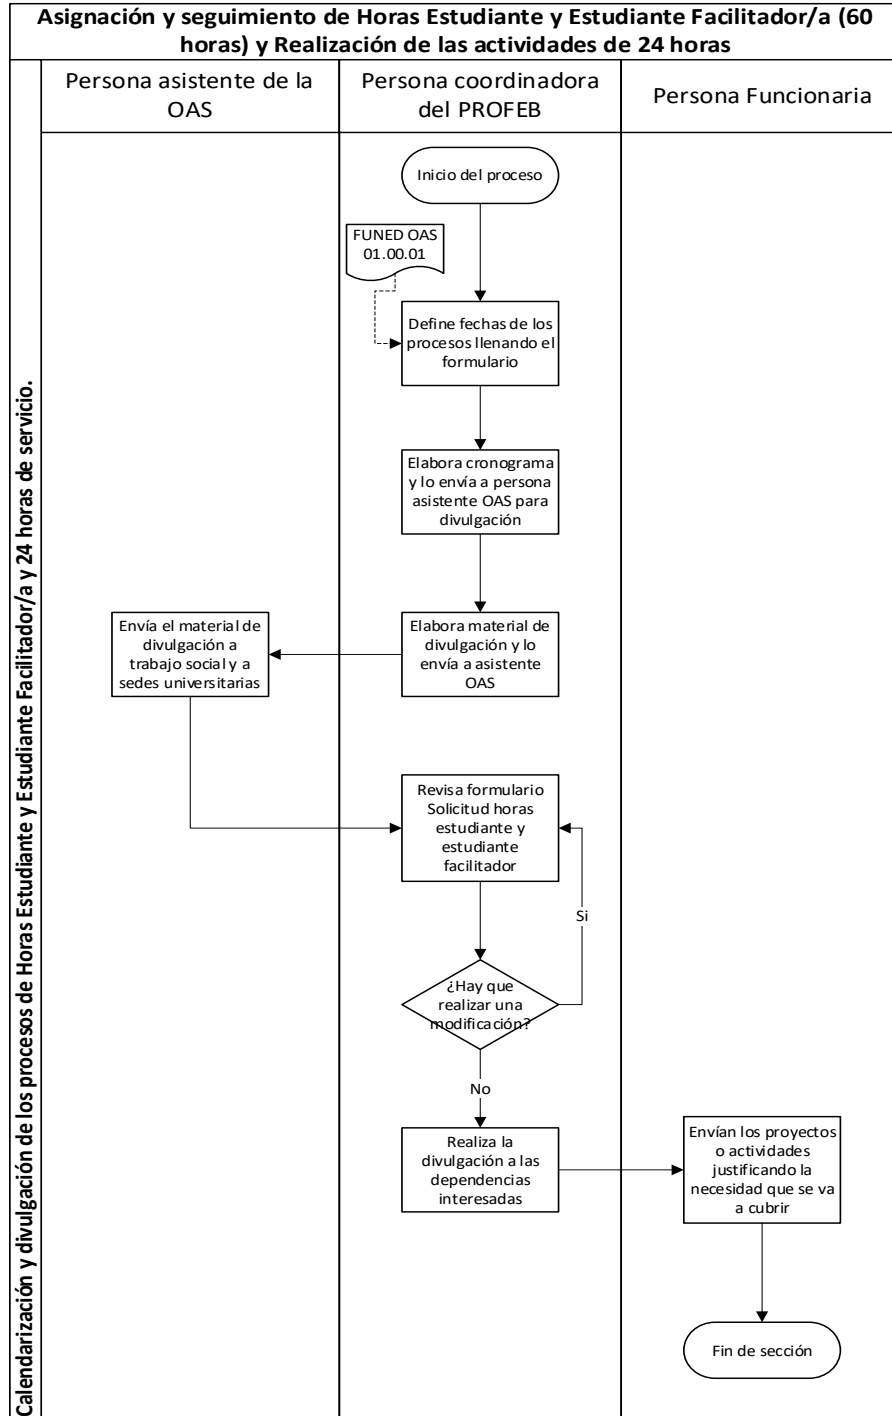 Asignación y seguimiento de Horas Estudiante y Estudiante Facilitador/a (60
horas) y Realización de las actividades de 24 horas
Calendarización y divulgación de los procesos de Horas Estudiante y Estudiante Facilitador/a y 24 horas de servicio.
Persona asistente de la
OAS
Persona coordinadora
del PROFEB
Persona Funcionaria
Inicio del proceso
FUNED OAS
01.00.01
Define fechas de los
procesos llenando el
formulario
Elabora cronograma
y lo envía a persona
asistente OAS para
divulgación
Elabora material de
divulgación y lo
envía a asistente
OAS
Envía el material de
divulgación a
trabajo social y a
sedes universitarias
Revisa formulario
Solicitud horas
estudiante y
estudiante
facilitador
Si
¿Hay que
realizar una
modificación?
No
Realiza la
divulgación a las
dependencias
interesadas
Envían los proyectos
o actividades
justificando la
necesidad que se va
a cubrir
Fin de sección